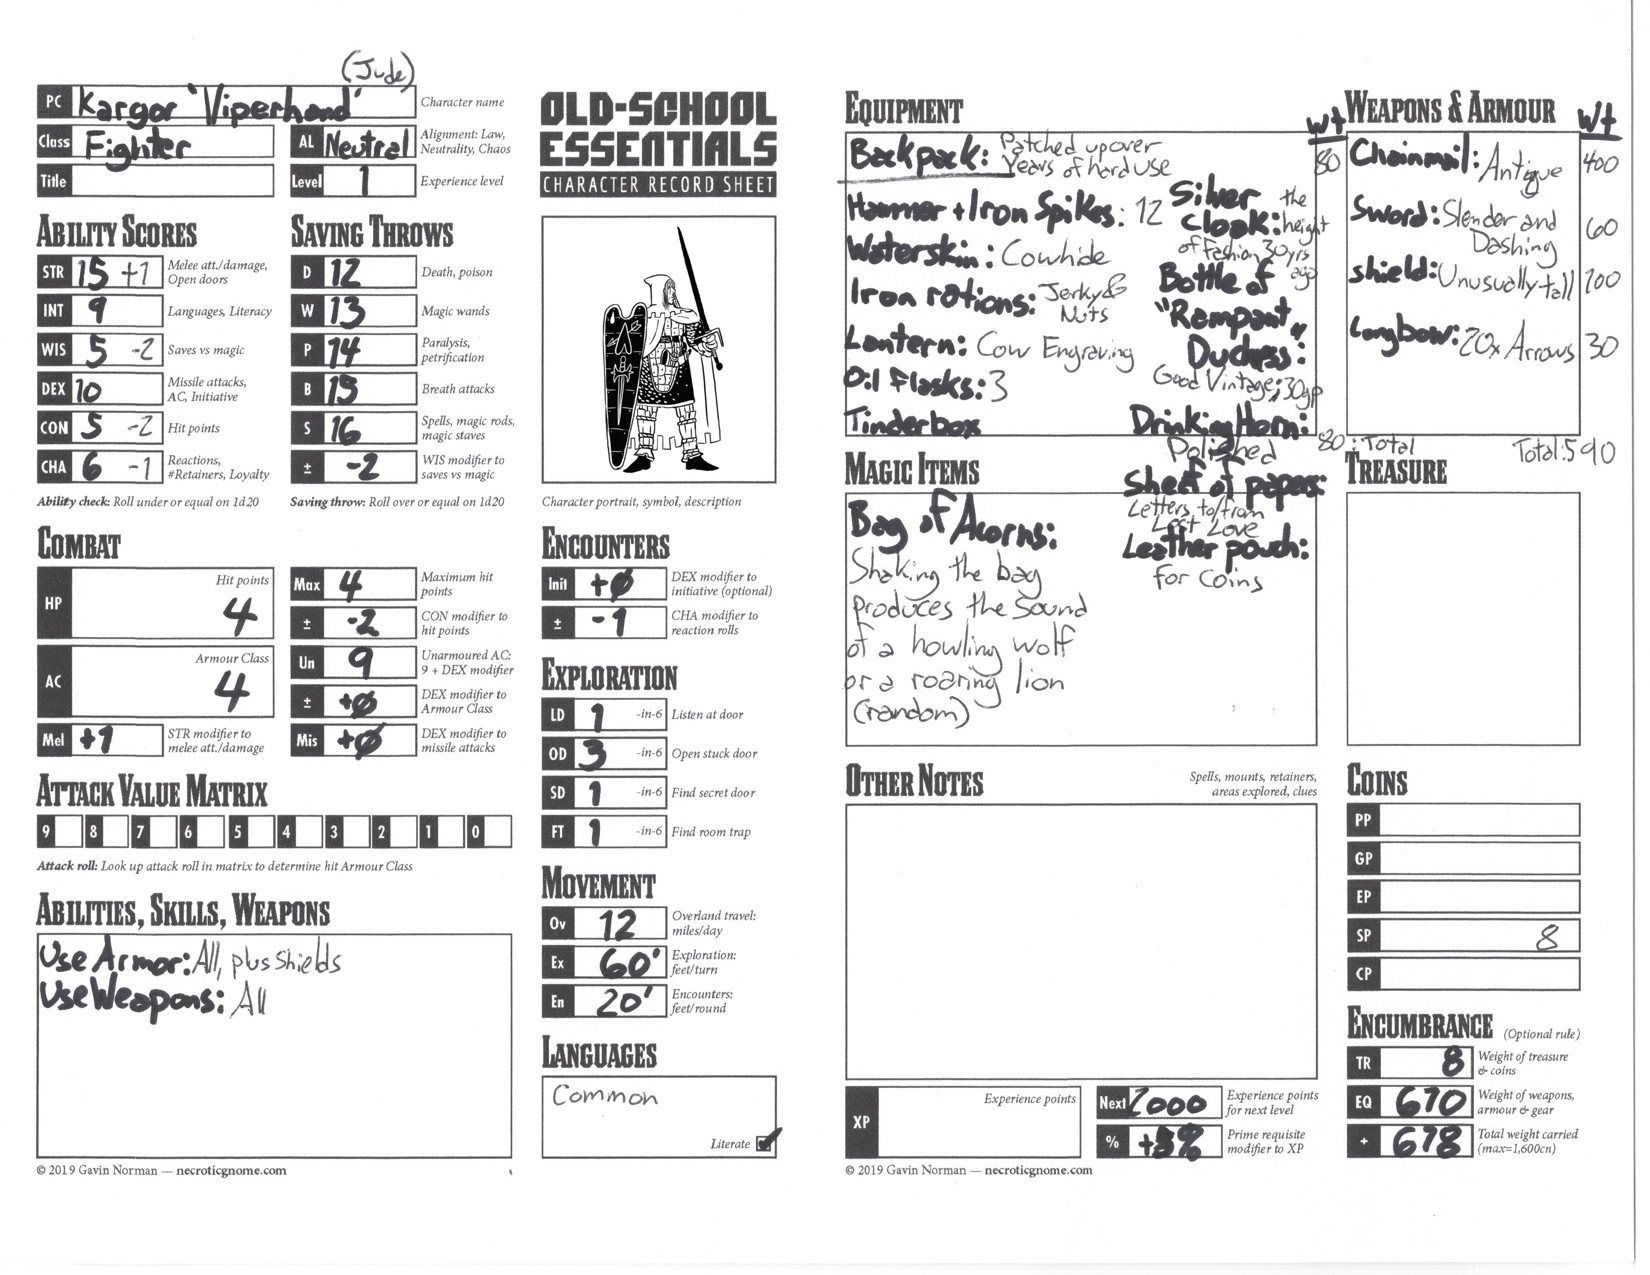 (Jude)
PC Kargor 'Viperhand' Character name
Class Fighter AL Neutral Alignment: Law, Neutrality, Chaos
Title Level 1 Experience level
OLD-SCHOOL
ESSENTIALS
CHARACTER RECORD SHEET
ABILITY SCORES
STR 15 +1 Melee att./damage, Open doors
INT 9 Languages, Literacy
WIS 5 -2 Saves vs magic
DEX 10 Missile attacks, AC, Initiative
CON 5 -2 Hit points
CHA 6 -1 Reactions, #Retainers, Loyalty
Ability check: Roll under or equal on 1d20
SAVING THROWS
D 12 Death, poison
W 13 Magic wands
P 14 Paralysis, petrification
B 15 Breath attacks
S 16 Spells, magic rods, magic staves
± -2 WIS modifier to saves vs magic
Saving throw: Roll over or equal on 1d20
Character portrait, symbol, description
COMBAT
HP Hit points
4
AC Armour Class
4
Mel +1 STR modifier to melee att./damage
Max 4 Maximum hit points
± -2 CON modifier to hit points
Un 9 Unarmoured AC: 9 + DEX modifier
± +0 DEX modifier to Armour Class
Mis +0 DEX modifier to missile attacks
ENCOUNTERS
Init +0 DEX modifier to initiative (optional)
± -1 CHA modifier to reaction rolls
EXPLORATION
LD 1 -in-6 Listen at door
OD 3 -in-6 Open stuck door
SD 1 -in-6 Find secret door
FT 1 -in-6 Find room trap
ATTACK VALUE MATRIX
9 8 7 6 5 4 3 2 1 0
Attack roll: Look up attack roll in matrix to determine hit Armour Class
MOVEMENT
Ov 12 Overland travel: miles/day
Ex 60' Exploration: feet/turn
En 20' Encounters: feet/round
ABILITIES, SKILLS, WEAPONS
Use Armor: All, plus Shields
Use Weapons: All
LANGUAGES
Common
Literate
© 2019 Gavin Norman — necroticgnome.com
EQUIPMENT
Wt
Backpack: Patched up over
Years of hard use
80
Hammer + Iron Spikes: 12
Waterskin: Cowhide
Iron rations: Jerky &
Nuts
Lantern: Cow Engraving
Oil Flasks: 3
Tinderbox
Silver
Cloak: the
height
of fashion 30yrs
ago
Bottle of
"Rampant
Duchess":
Good Vintage; 30gp
Drinking Horn:
Polished
80 : Total
Sheaf of papers:
Letters to/from
Lost Love
Leather pouch:
for Coins
WEAPONS & ARMOUR
Wt
Chainmail: Antique 400
Sword: Slender and
Dashing 60
Shield: Unusually tall 100
Longbow: 20x Arrows 30
Total: 590
MAGIC ITEMS
Bag of Acorns:
Shaking the bag
produces the sound
of a howling wolf
or a roaring lion
(random)
TREASURE
OTHER NOTES
Spells, mounts, retainers,
areas explored, clues
COINS
PP
GP
EP
SP 8
CP
ENCUMBRANCE (Optional rule)
TR 8 Weight of treasure & coins
EQ 670 Weight of weapons, armour & gear
+ 678 Total weight carried (max=1,600cn)
XP Experience points
Next 2000 Experience points for next level
% +5% Prime requisite modifier to XP
© 2019 Gavin Norman — necroticgnome.com